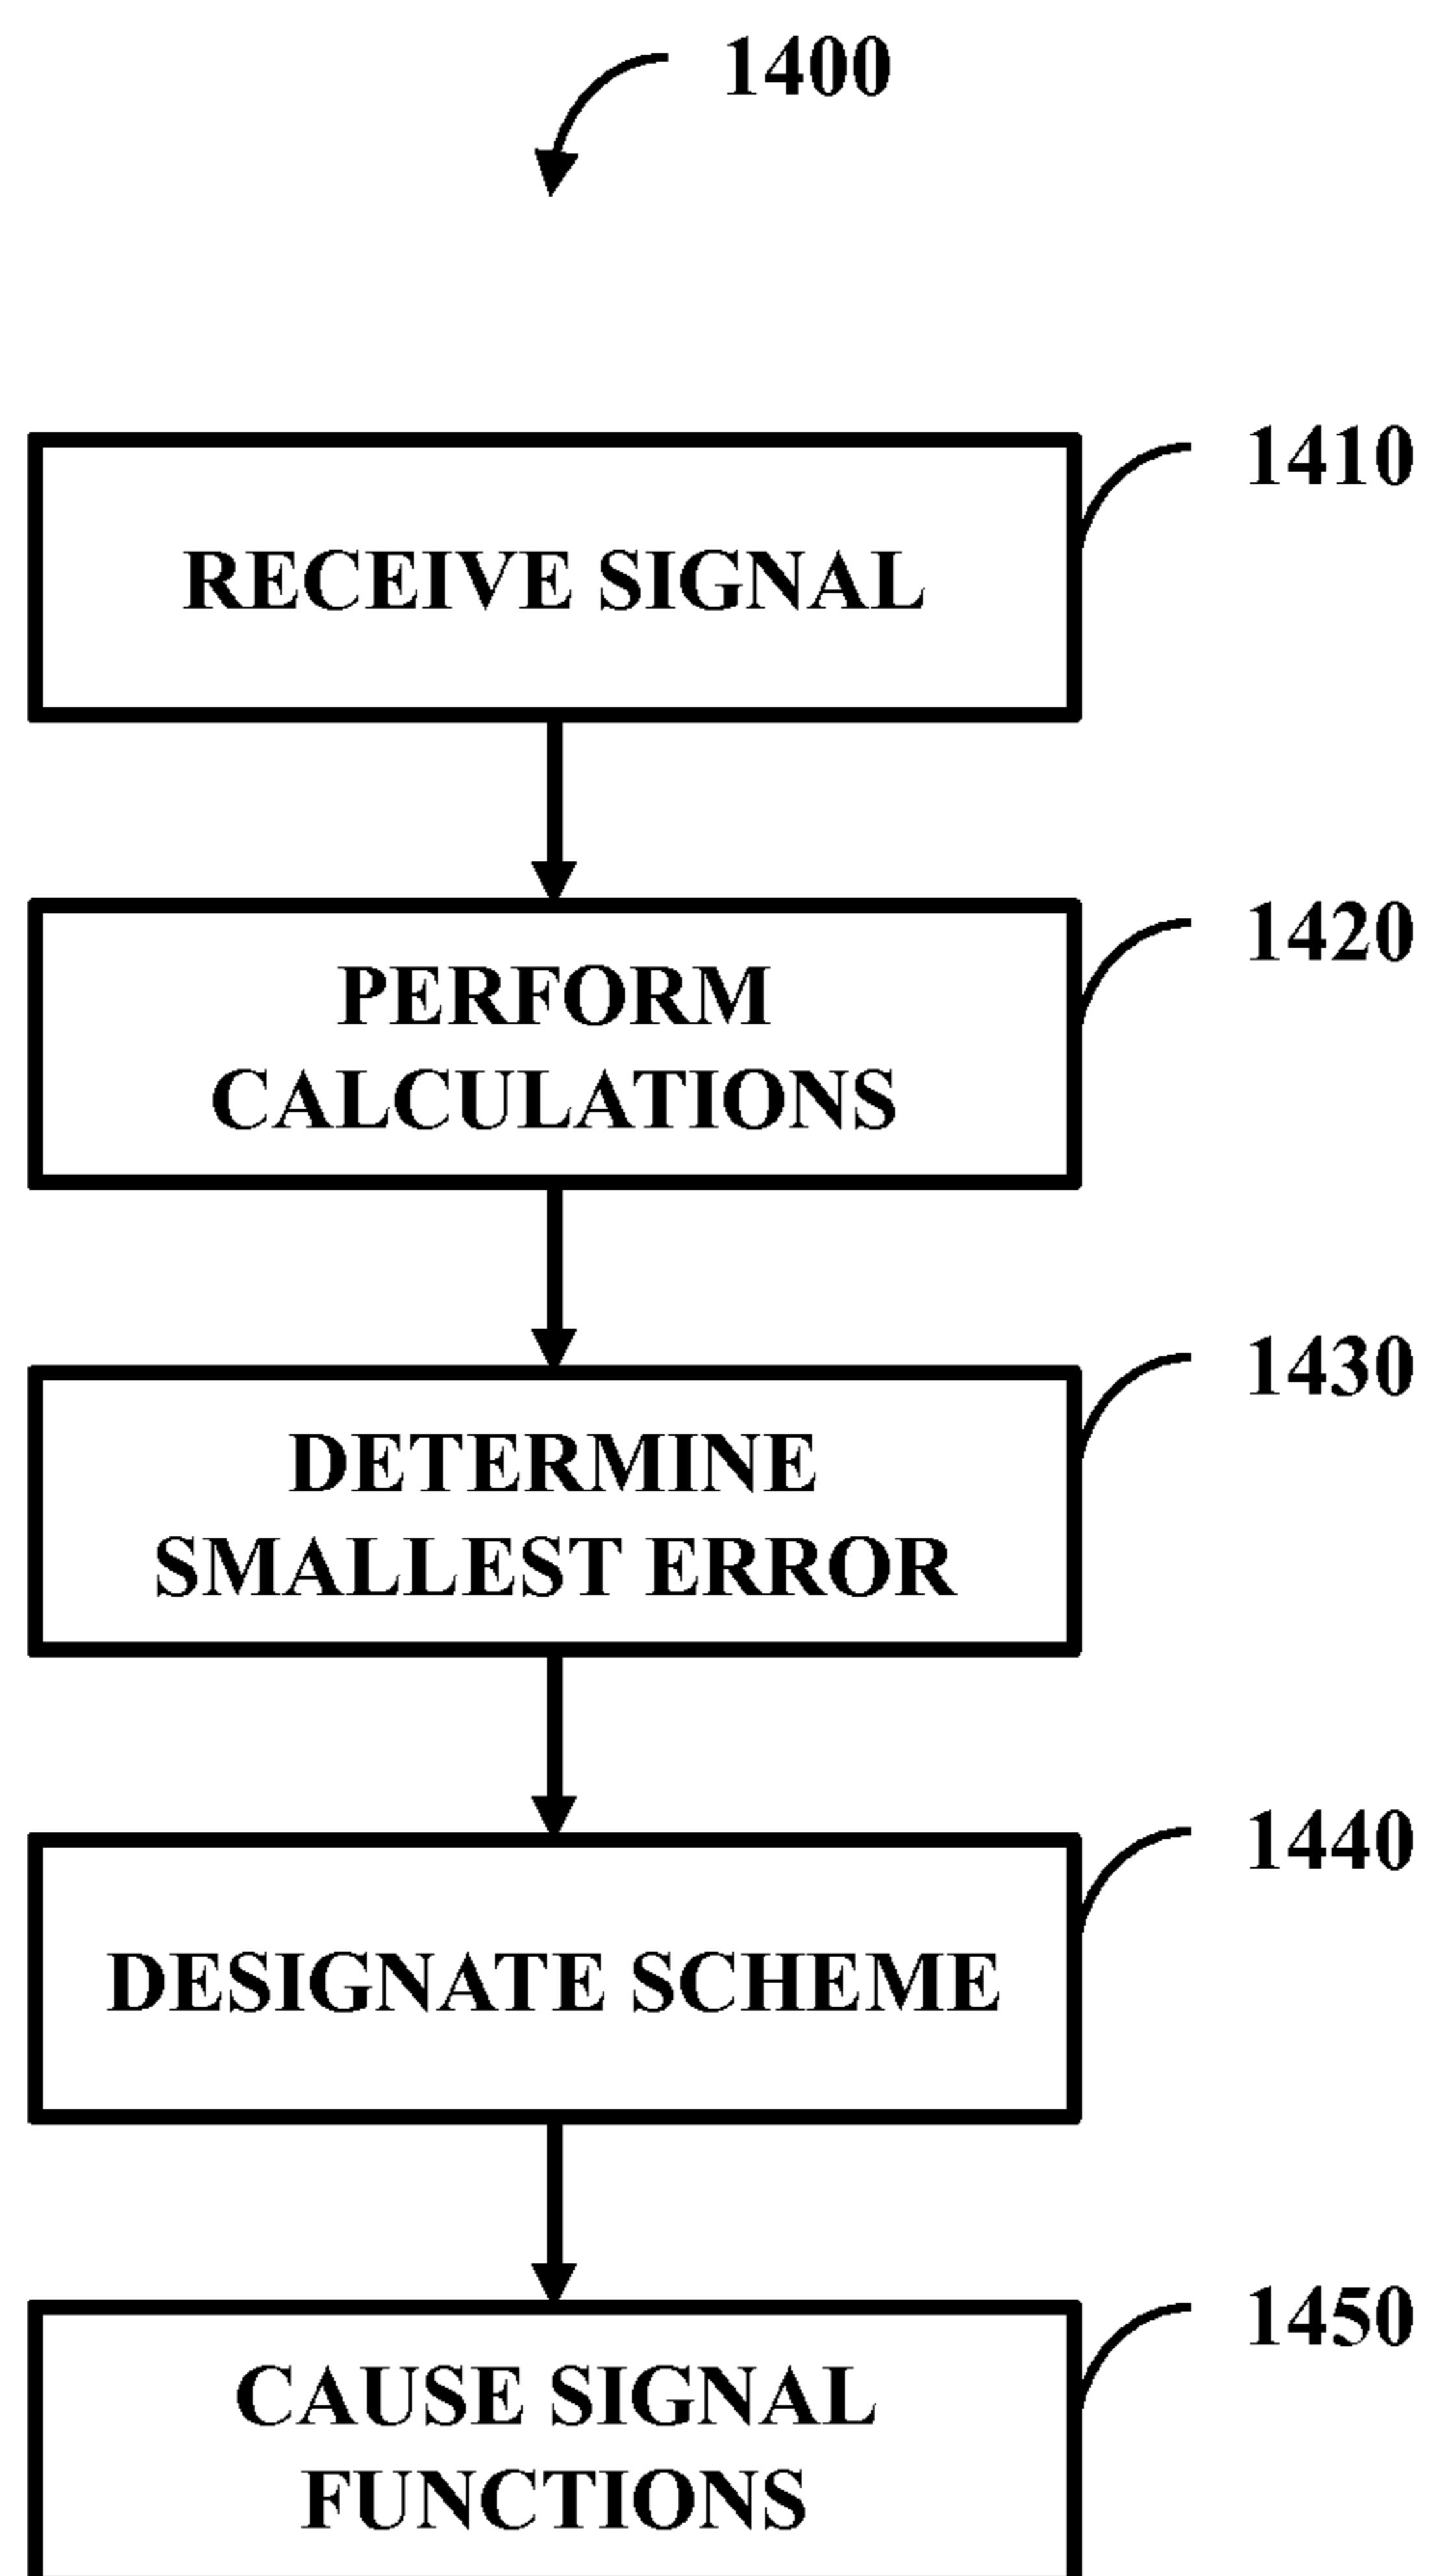 1400
RECEIVE SIGNAL
1410
PERFORM
CALCULATIONS
1420
DETERMINE
SMALLEST ERROR
1430
DESIGNATE SCHEME
1440
CAUSE SIGNAL
FUNCTIONS
1450